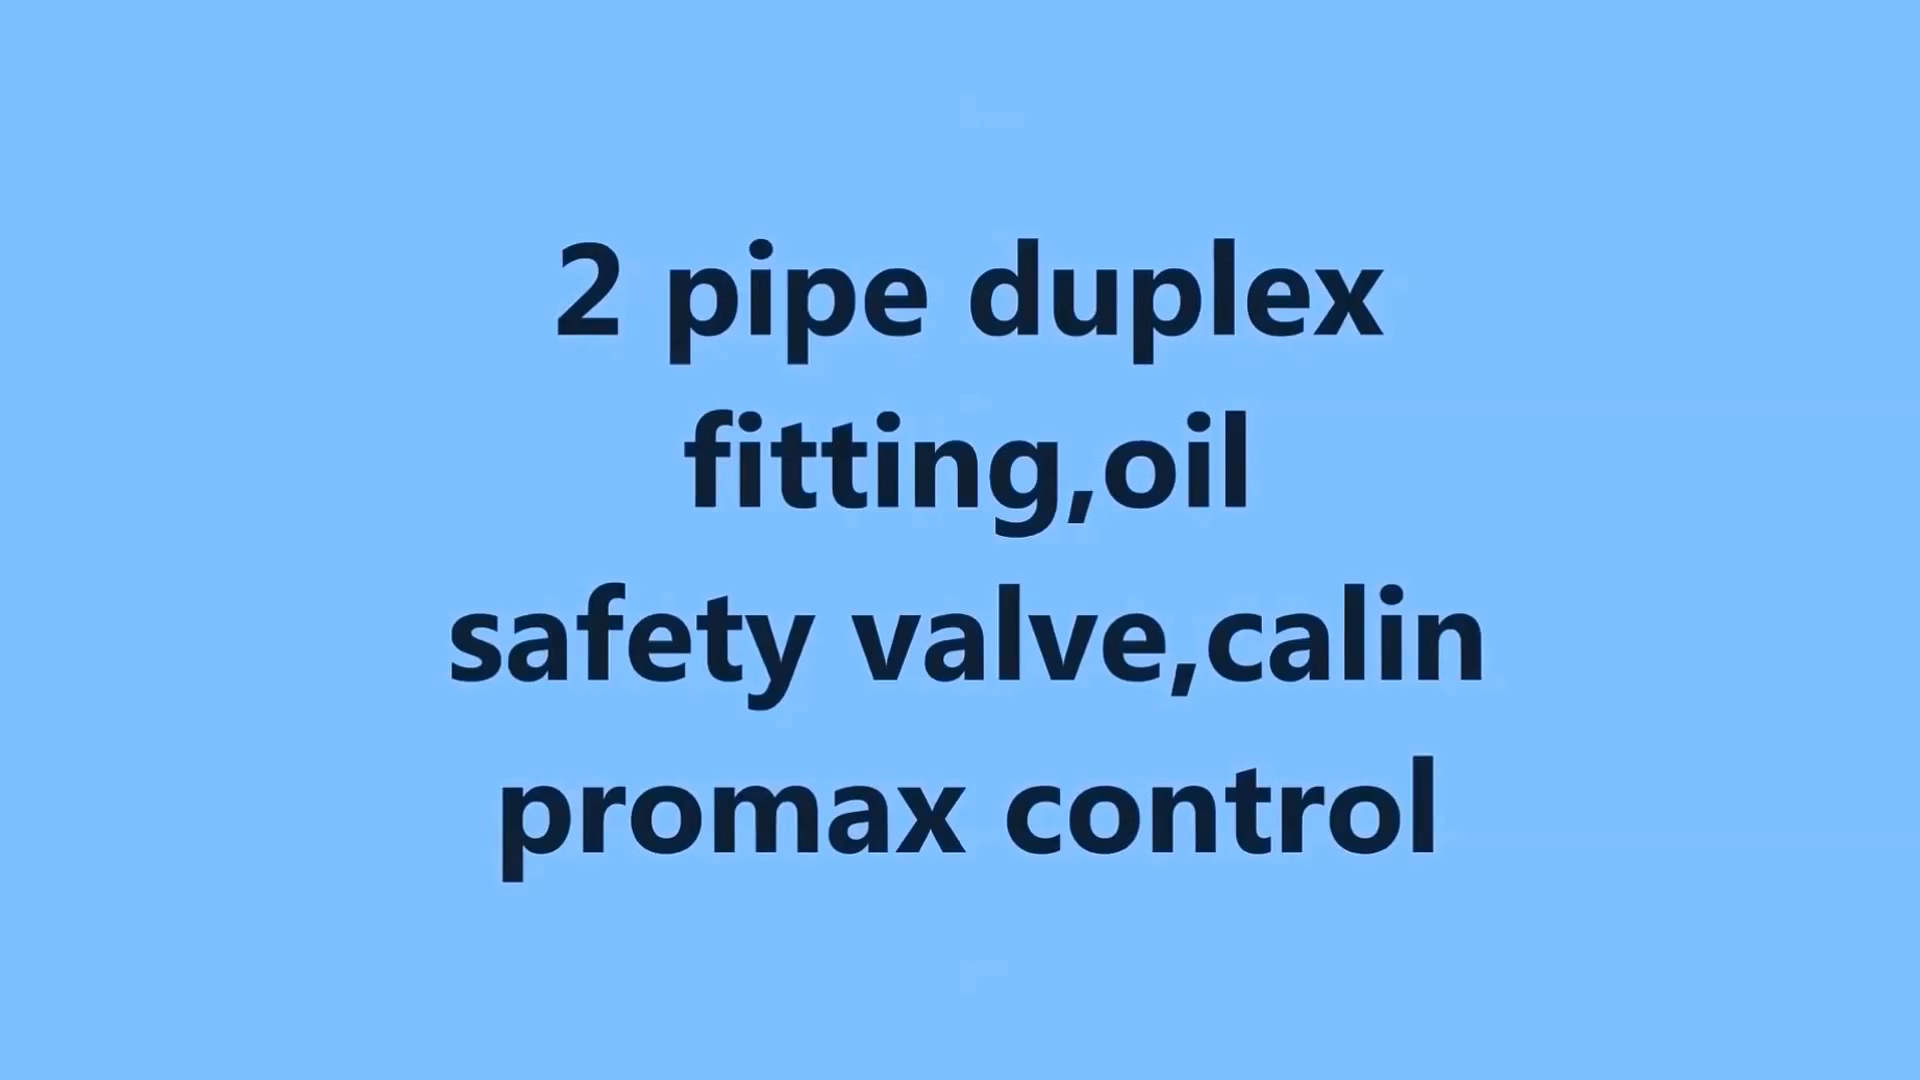 2 pipe duplex
fitting,oil
safety valve,calin
promax control